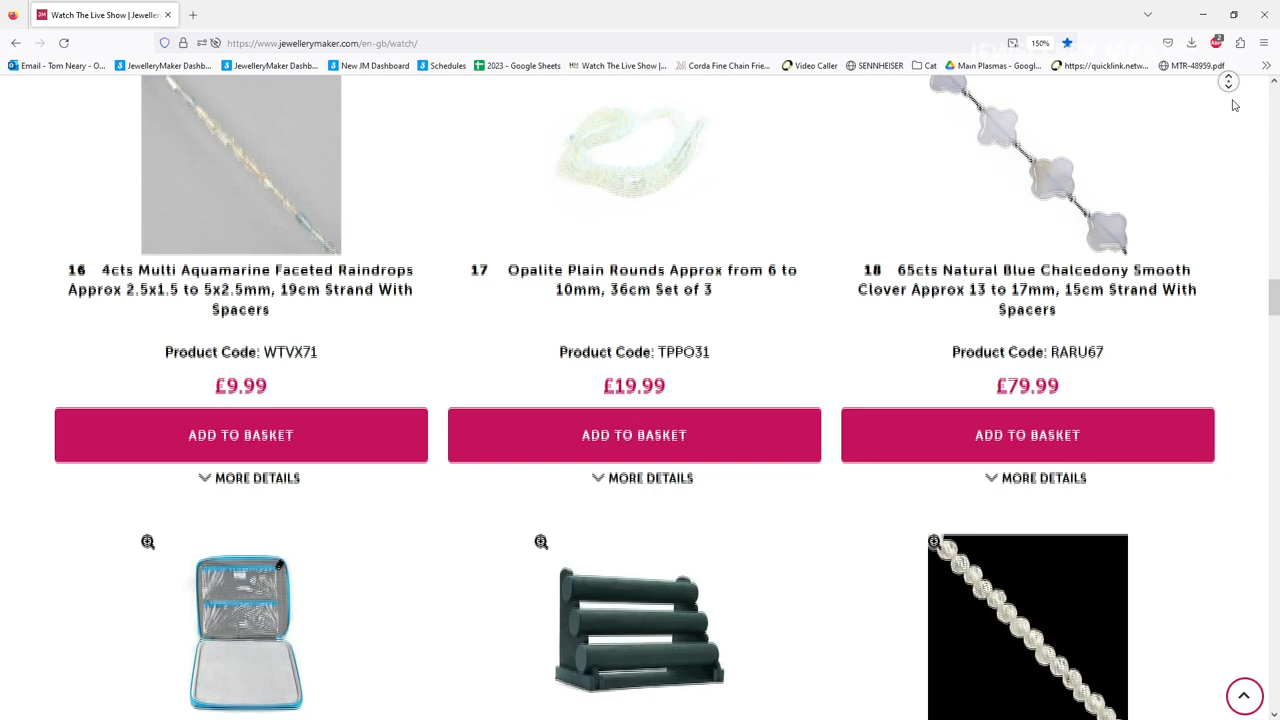 Watch The Live Show | Jeweller
https://www.jewellerymaker.com/en-gb/watch/
150%
2
Email - Tom Neary - O...
JewelleryMaker Dashb...
JewelleryMaker Dashb...
New JM Dashboard
Schedules
2023 - Google Sheets
Watch The Live Show |...
Corda Fine Chain Frie...
Video Caller
SENNHEISER
Cat
Main Plasmas - Googl...
https://quicklink.netw...
MTR-48959.pdf
16 4cts Multi Aquamarine Faceted Raindrops
Approx 2.5x1.5 to 5x2.5mm, 19cm Strand With
Spacers
Product Code: WTVX71
£9.99
ADD TO BASKET
MORE DETAILS
17 Opalite Plain Rounds Approx from 6 to
10mm, 36cm Set of 3
Product Code: TPPO31
£19.99
ADD TO BASKET
MORE DETAILS
18 65cts Natural Blue Chalcedony Smooth
Clover Approx 13 to 17mm, 15cm Strand With
Spacers
Product Code: RARU67
£79.99
ADD TO BASKET
MORE DETAILS